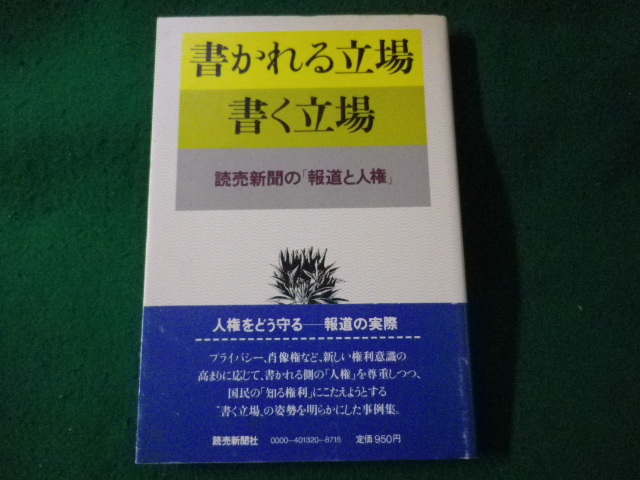 書かれる立場
書く立場
読売新聞の「報道と人権」
人権をどう守る──報道の実際
プライバシー、肖像権など、新しい権利意識の
高まりに応じて、書かれる側の「人権」を尊重しつつ、
国民の「知る権利」にこたえようとする
“書く立場”の姿勢を明らかにした事例集。
読売新聞社 0000-401320-8715 定価 950円